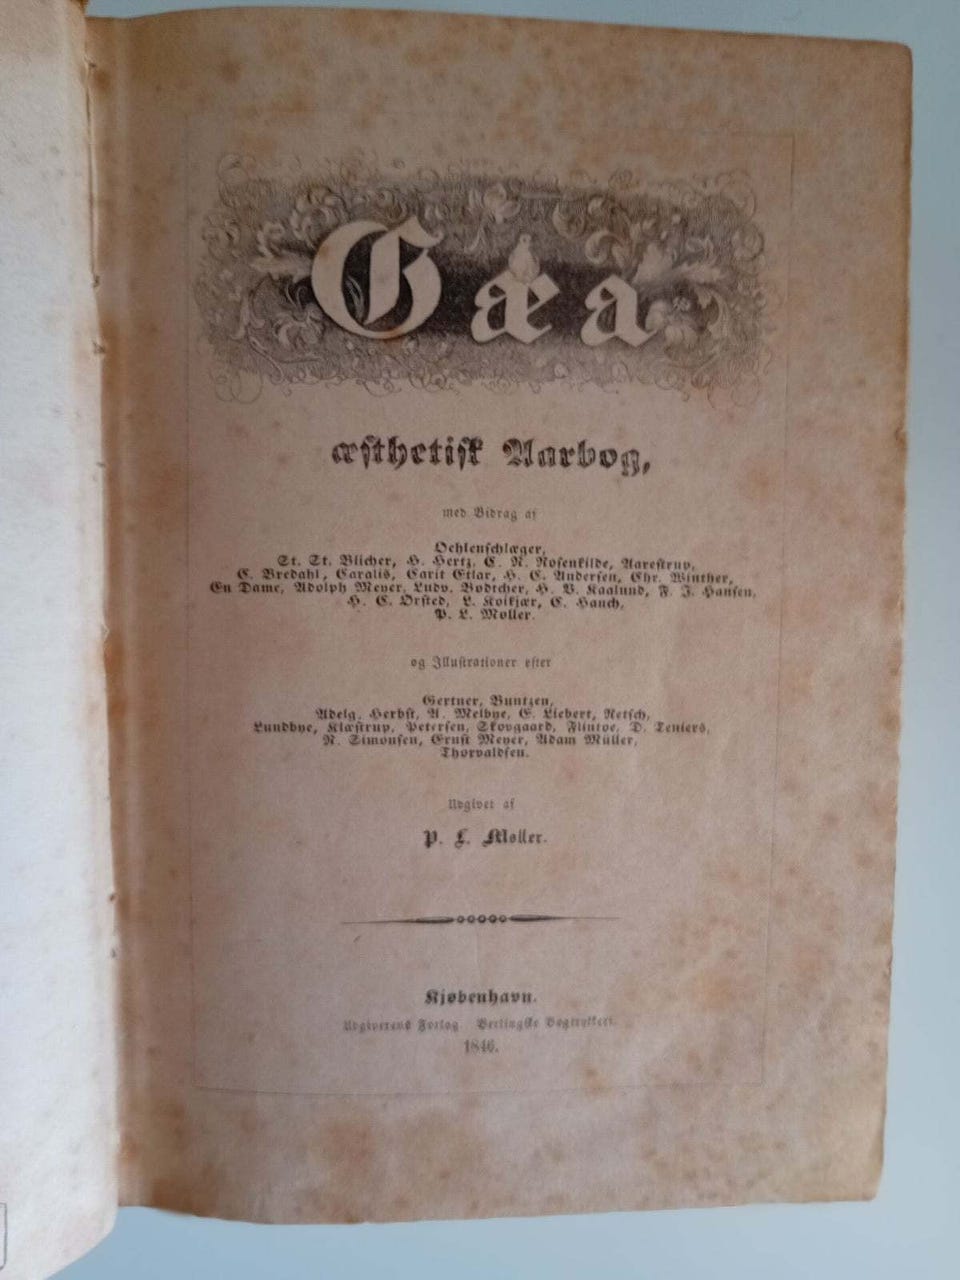 Gæa
æsthetisk Aarbog,
med Bidrag af
Oehlenschlæger,
St. St. Blicher, H. Hertz, C. N. Rosenkilde, Aarestrup,
C. Bredahl, Caralis, Carit Etlar, H. C. Andersen, Chr. Winther,
En Dame, Adolph Meyer, Ludv. Bødtcher, H. V. Kaalund, F. J. Hansen,
H. C. Ørsted, L. Koikjær, C. Hauch,
P. L. Møller.
og Illustrationer efter
Gertner, Buntzen,
Adelg. Herbst, A. Melbye, E. Liebert, Retsch,
Lundbye, Klæstrup, Petersen, Skovgaard, Flintoe, D. Teniers,
N. Simonsen, Ernst Meyer, Adam Müller,
Thorvaldsen.
Udgivet af
P. L. Møller.
Kjøbenhavn.
Udgiverens Forlag Berlingske Bogtrykkeri
1846.